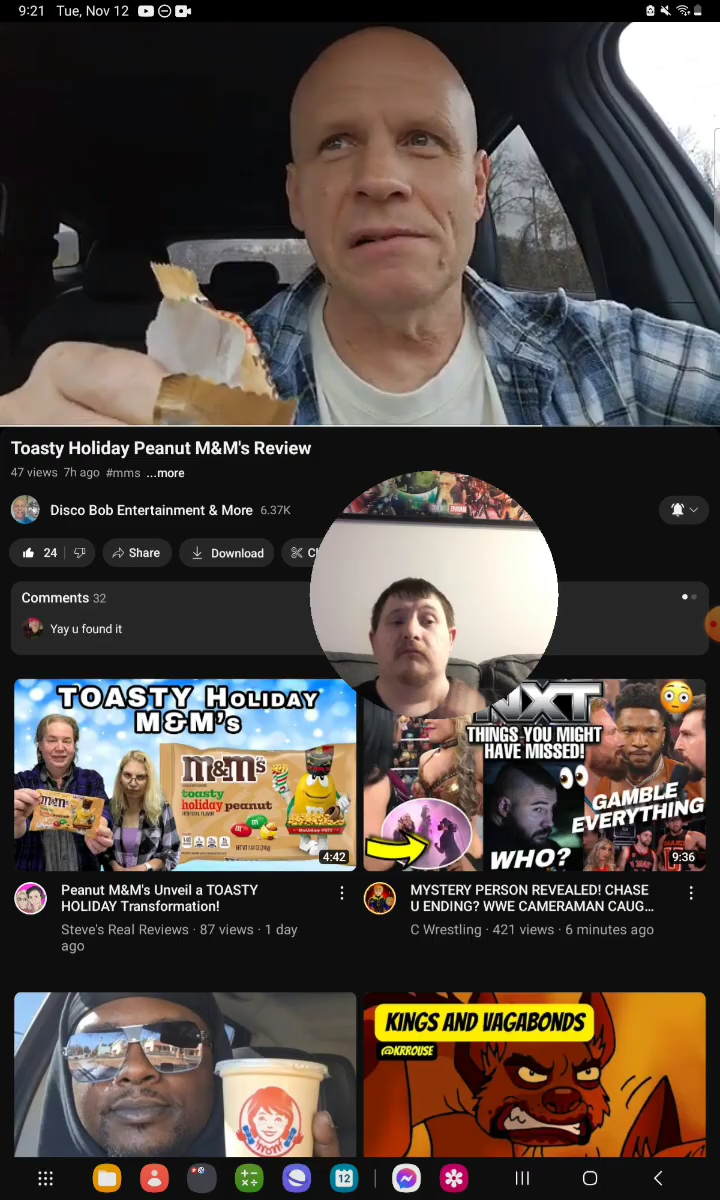 9:21 Tue, Nov 12
Toasty Holiday Peanut M&M's Review
47 views 7h ago #mms ...more
Disco Bob Entertainment & More 6.37K
24
Share
Download
Comments 32
Yay u found it
TOASTY HOLIDAY
M&M's
m&m's
toasty
holiday peanut
4:42
NXT
THINGS YOU MIGHT
HAVE MISSED!
GAMBLE
EVERYTHING
WHO?
9:36
Peanut M&M's Unveil a TOASTY
HOLIDAY Transformation!
Steve's Real Reviews · 87 views · 1 day
ago
MYSTERY PERSON REVEALED! CHASE
U ENDING? WWE CAMERAMAN CAUG...
C Wrestling · 421 views · 6 minutes ago
KINGS AND VAGABONDS
@KRROUSE
12